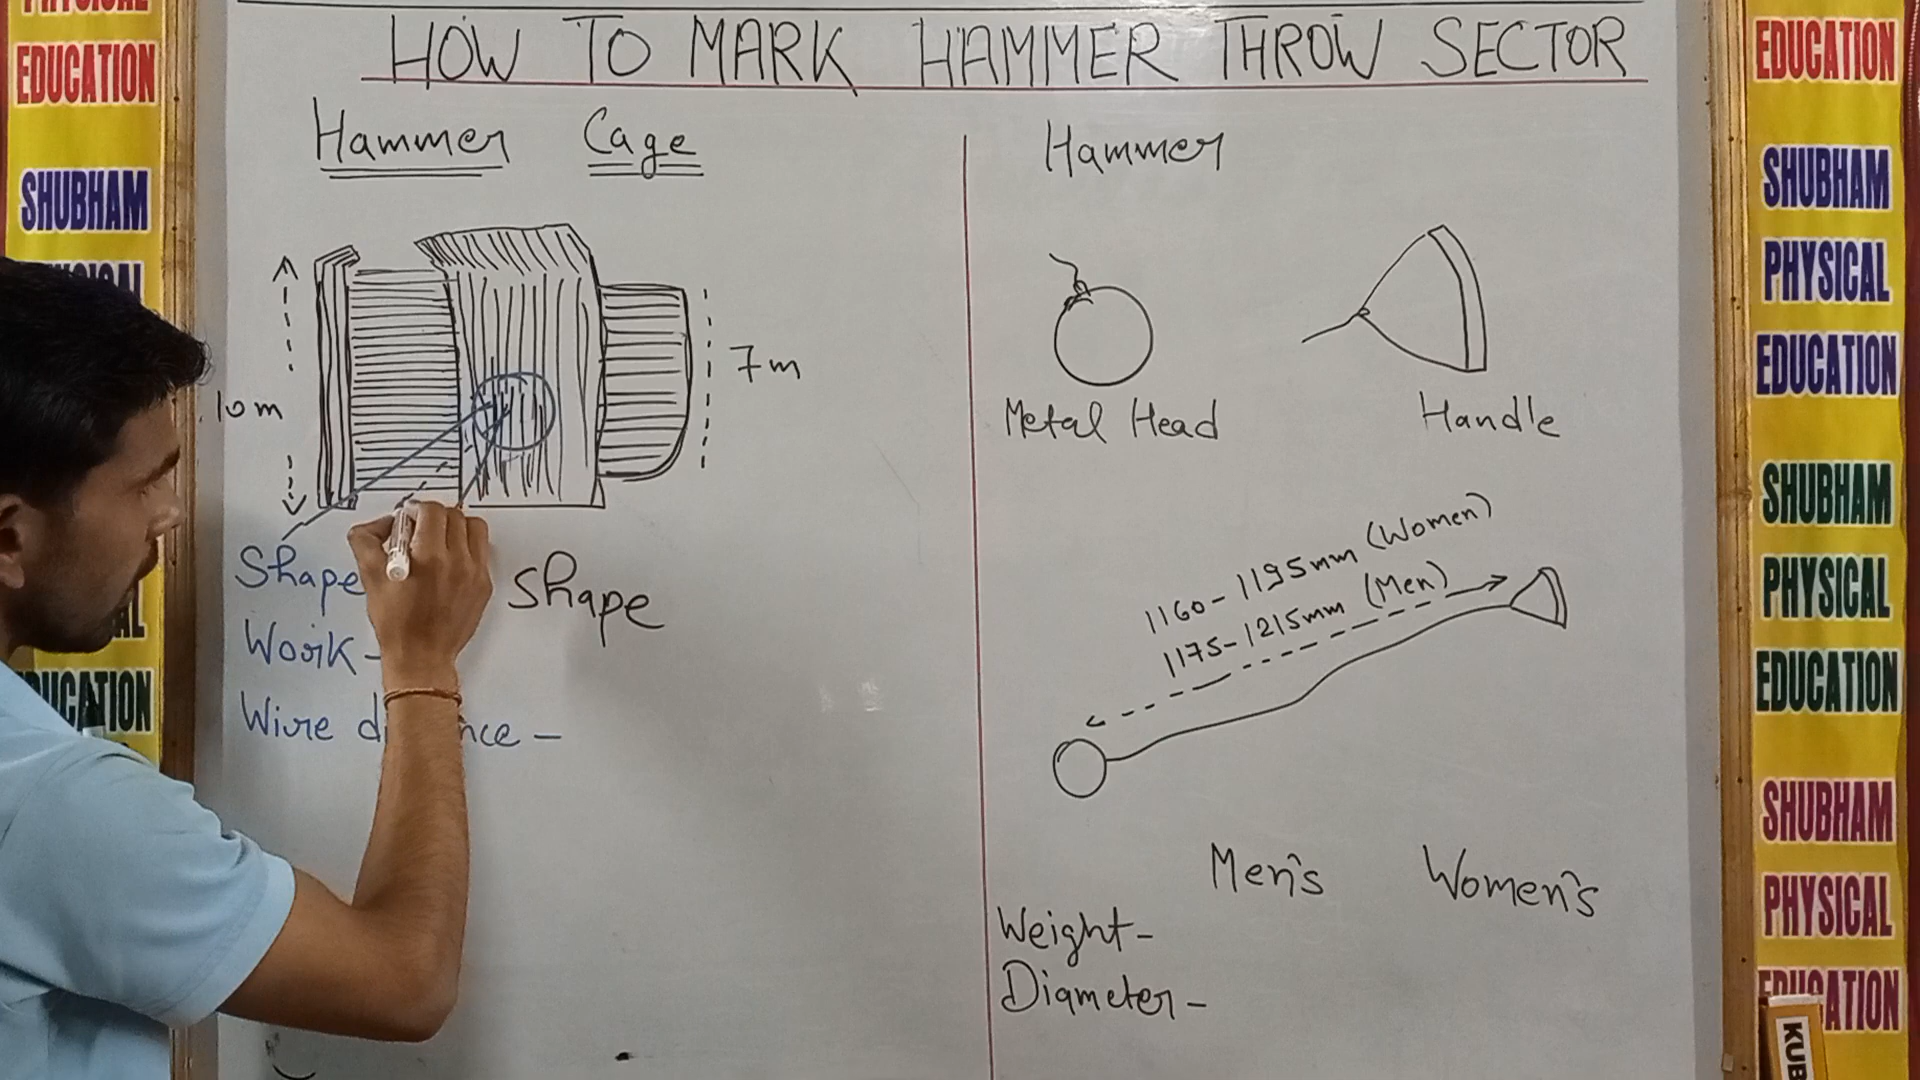 HOW TO MARK HAMMER THROW SECTOR
Hammer Cage
10m
7m
Shape
shape
Work-
Wire
nce -
Hammer
Metal Head
Handle
1160-1195mm (Women)
1175-1215mm (Men)
Men's Women's
Weight-
Diameter-
EDUCATION
SHUBHAM
EDUCATION
SHUBHAM
PHYSICAL
EDUCATION
SHUBHAM
PHYSICAL
EDUCATION
SHUBHAM
PHYSICAL
KUB